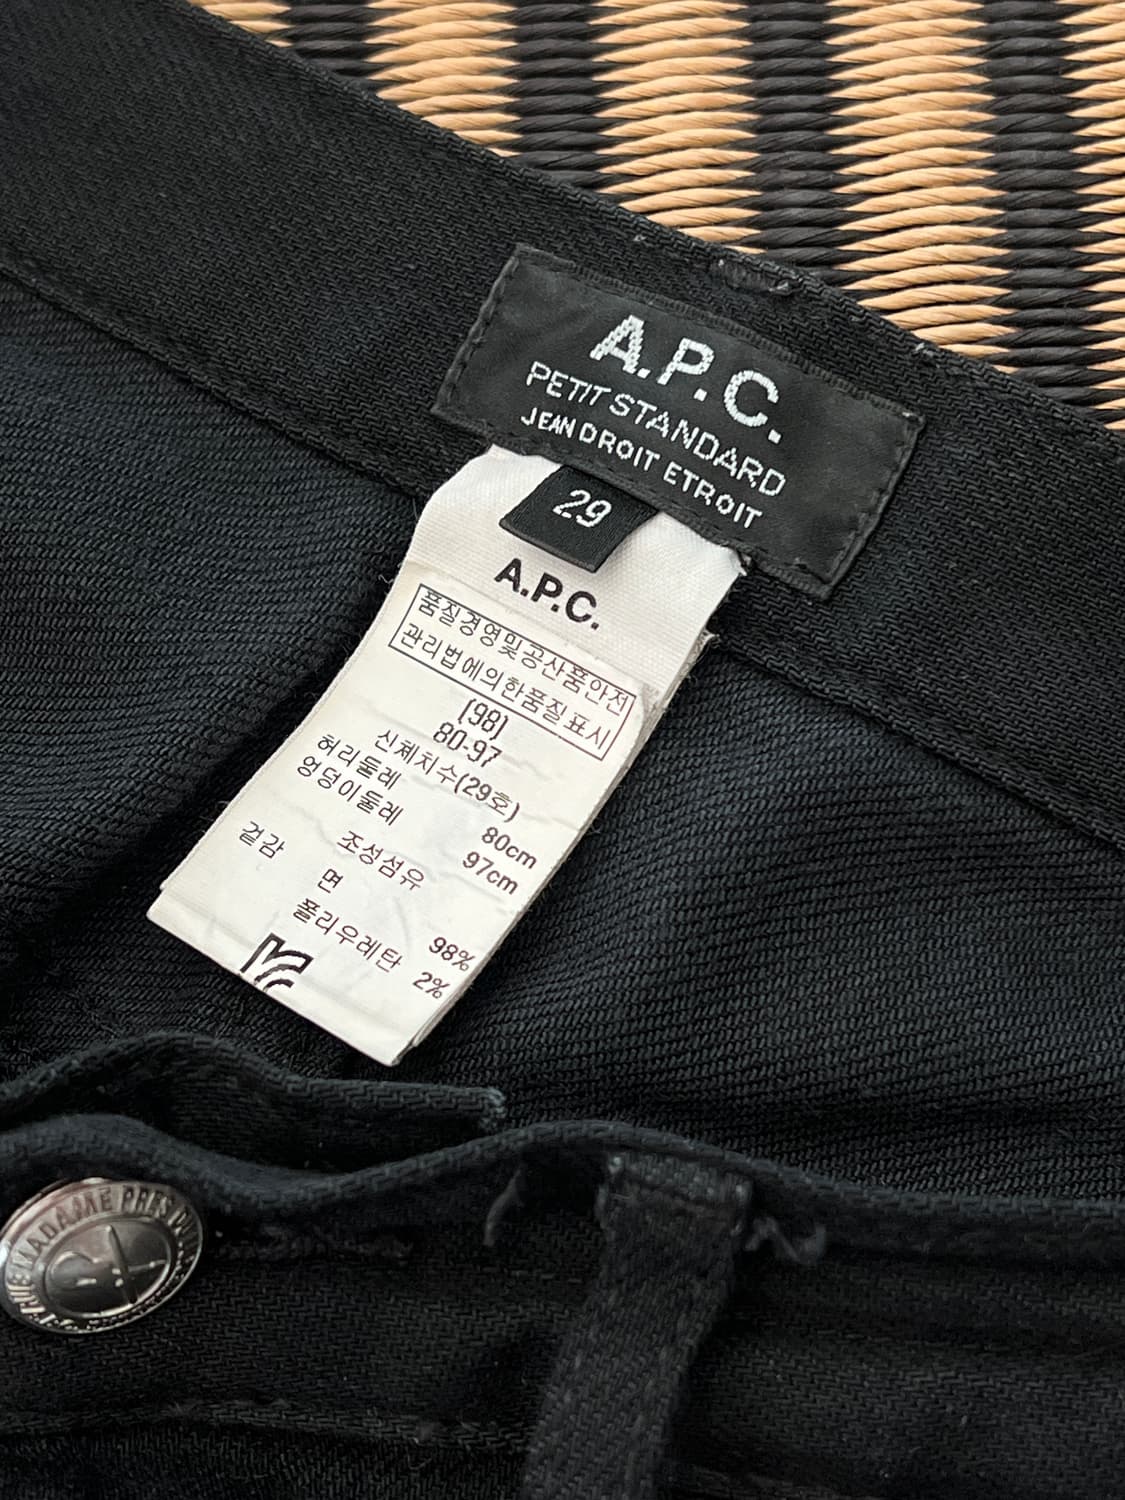 A.P.C.
PETIT STANDARD
JEAN DROIT ETROIT
29
A.P.C.
품질경영및공산품안전
관리법에의한품질표시
(98)
80-97
신체치수(29호)
허리둘레 80cm
엉덩이둘레 97cm
조성섬유
겉감 면 98%
폴리우레탄 2%
MADAME PRES